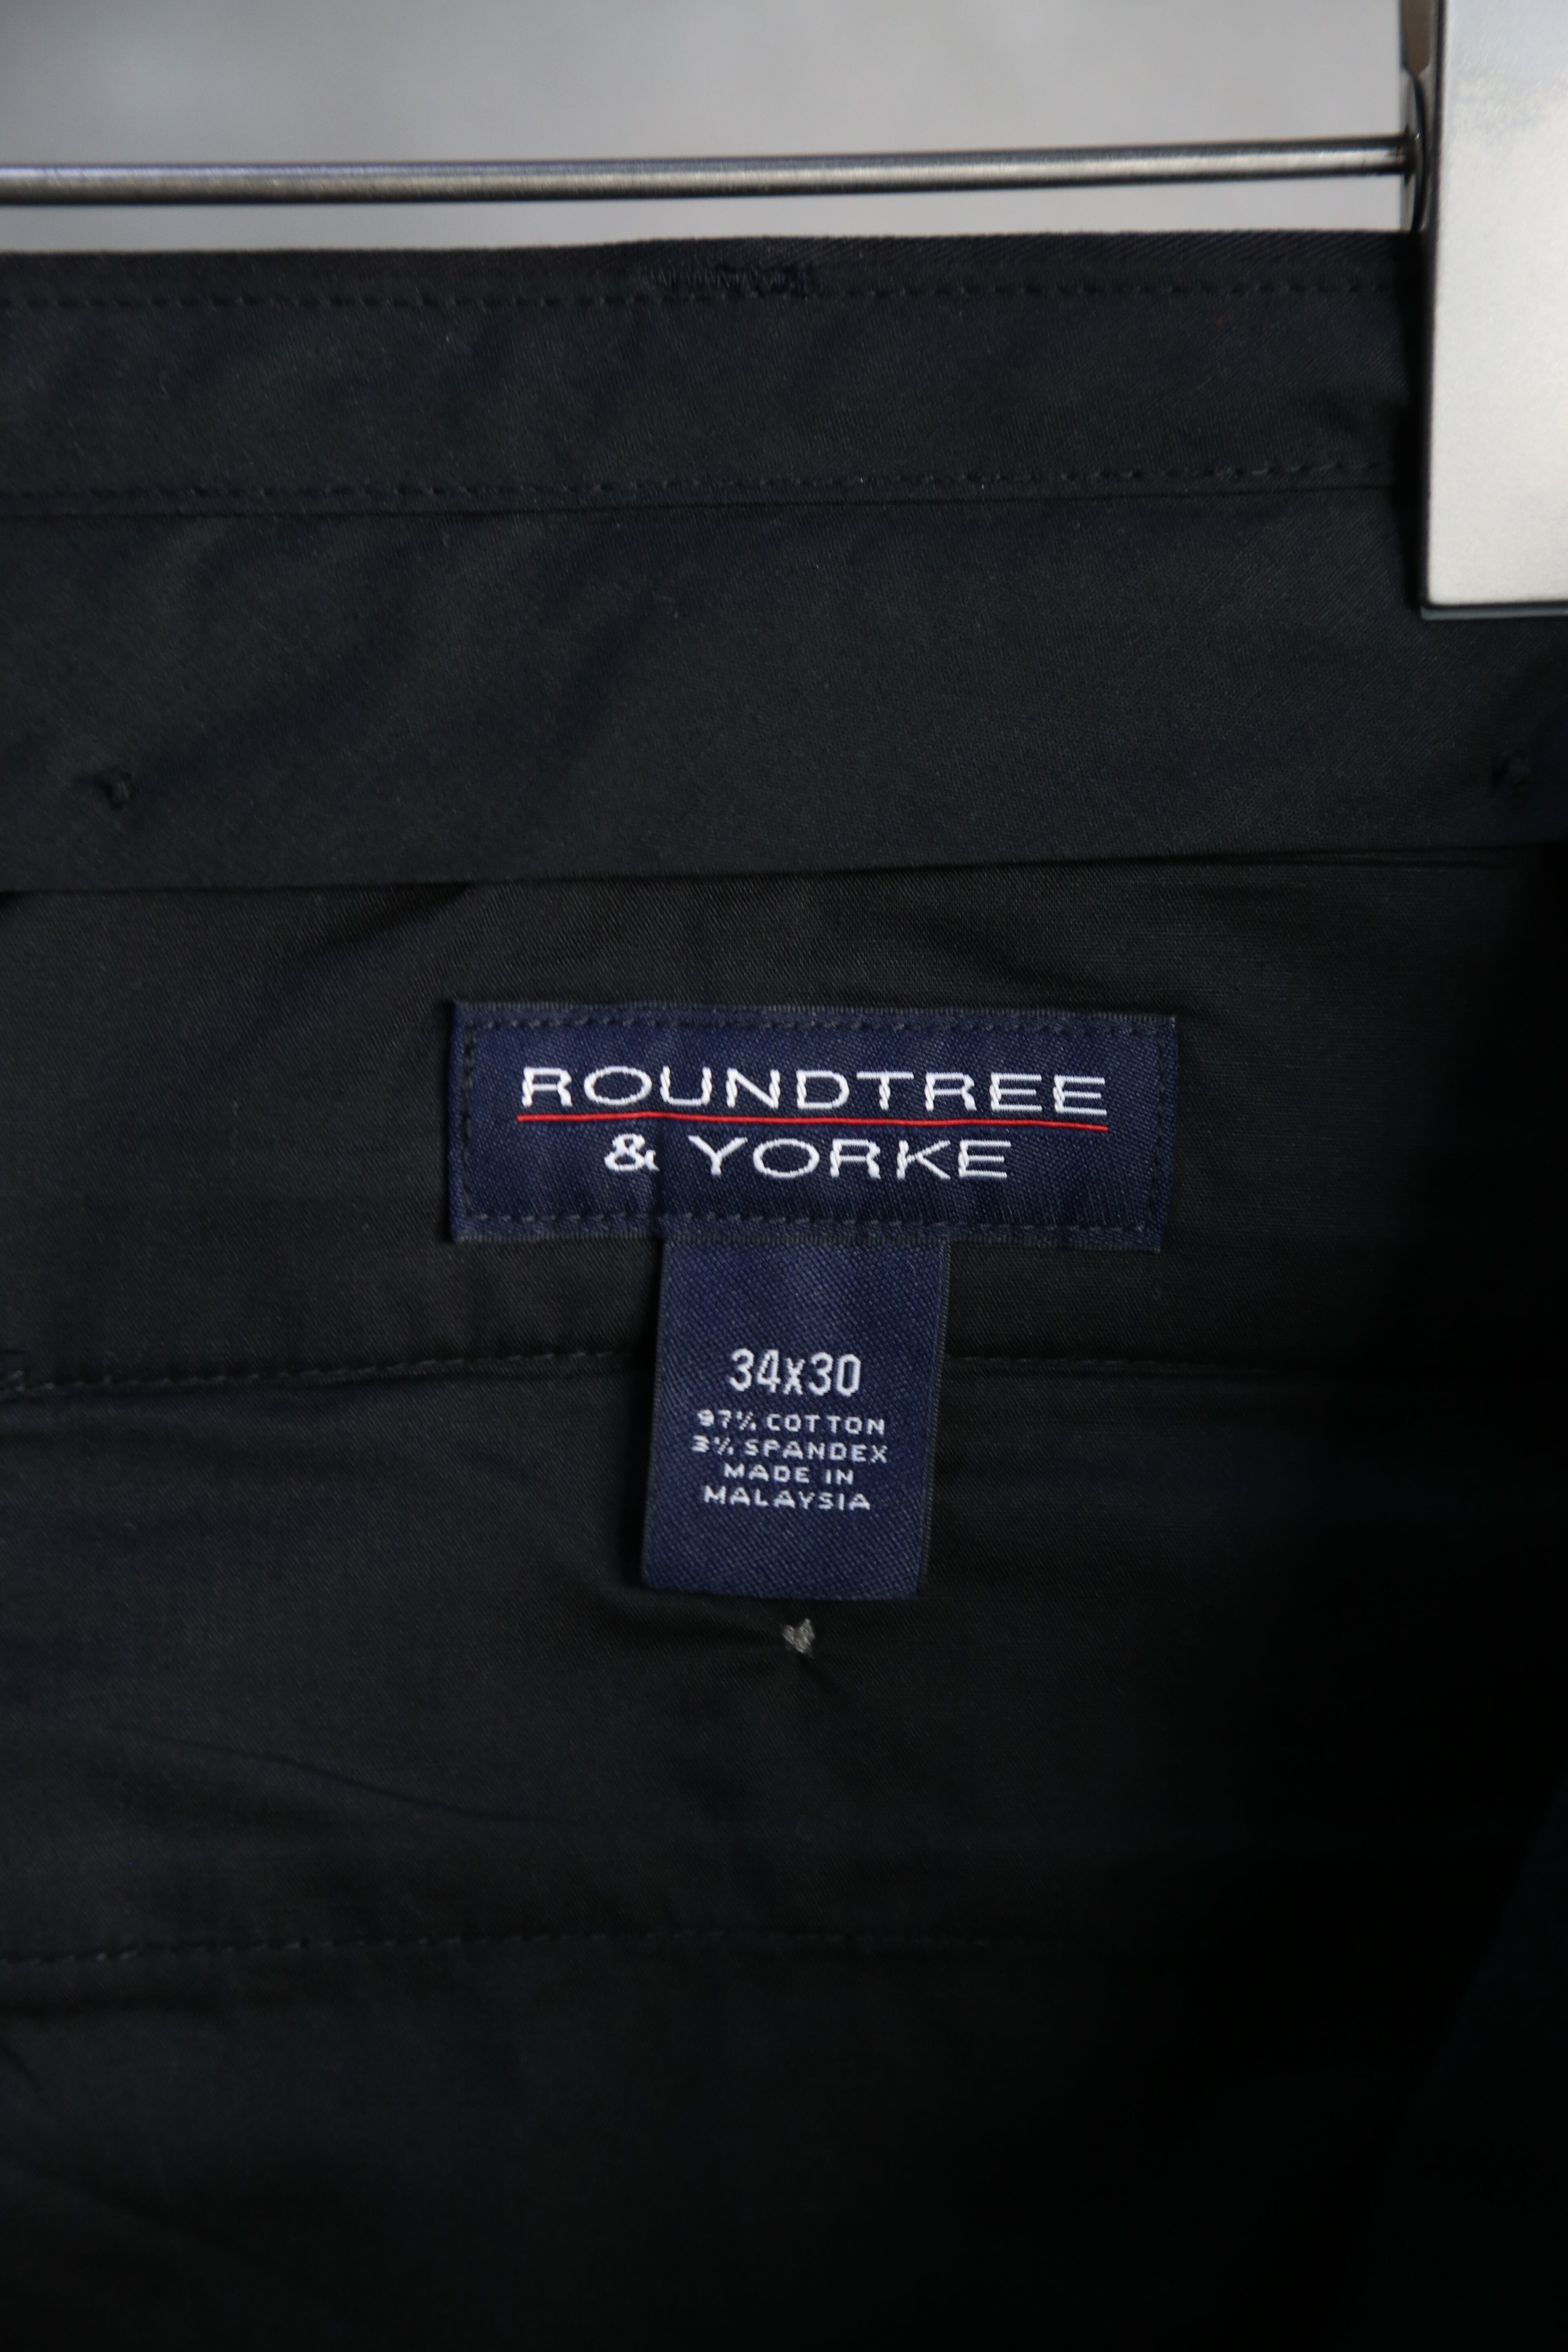 ROUNDTREE
& YORKE
34x30
97% COTTON
3% SPANDEX
MADE IN
MALAYSIA